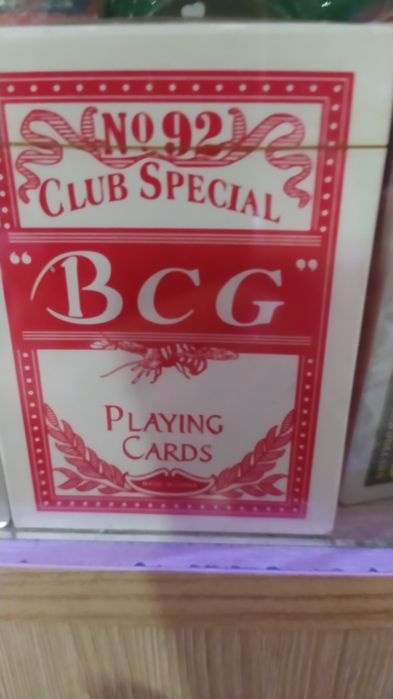 No 92
CLUB SPECIAL
"BCG"
PLAYING
CARDS